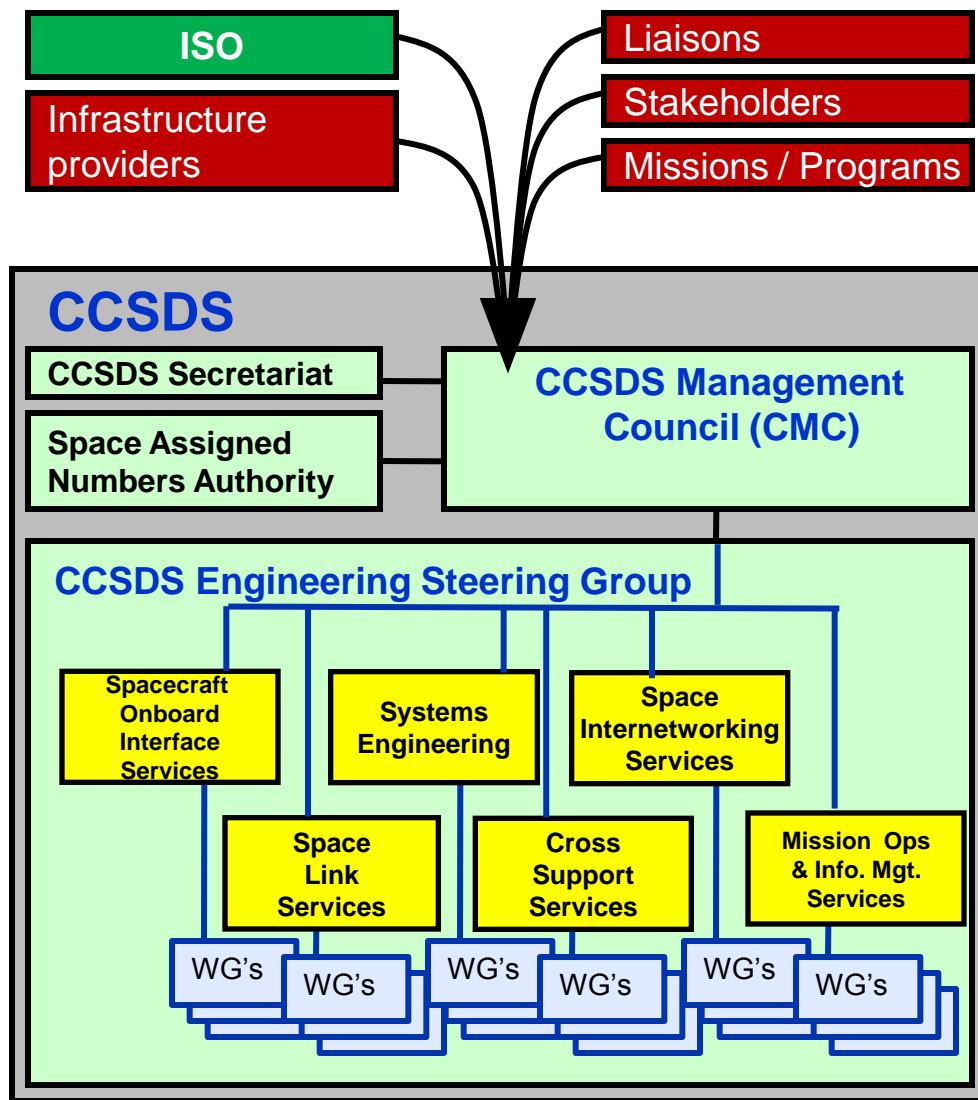 ISO
Infrastructure
providers
Liaisons
Stakeholders
Missions / Programs
CCSDS
CCSDS Secretariat
Space Assigned
Numbers Authority
CCSDS Management
Council (CMC)
CCSDS Engineering Steering Group
Spacecraft
Onboard
Interface
Services
Systems
Engineering
Space
Internetworking
Services
Space
Link
Services
Cross
Support
Services
Mission Ops
& Info. Mgt.
Services
WG's
WG's
WG's
WG's
WG's
WG's